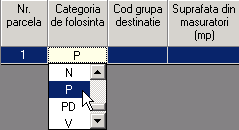 Nr. parcela
Categoria de folosinta
Cod grupa destinatie
Suprafata din masuratori (mp)
1
P
N
P
PD
V